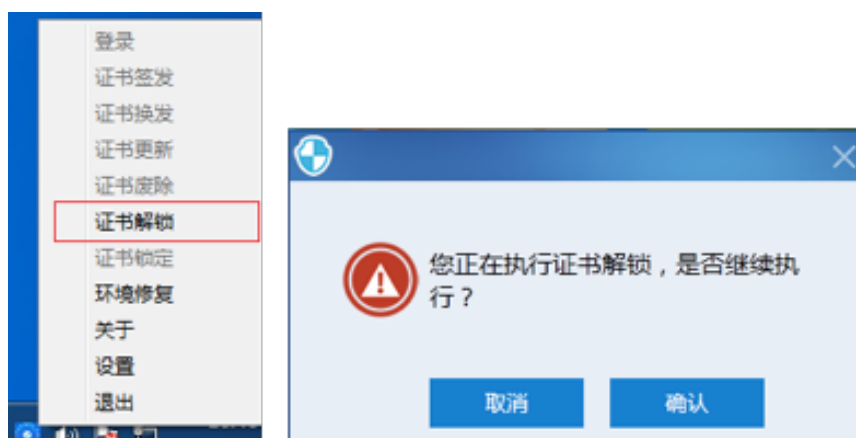 登录
证书签发
证书换发
证书更新
证书废除
证书解锁
证书锁定
环境修复
关于
设置
退出
您正在执行证书解锁，是否继续执
行？
取消
确认